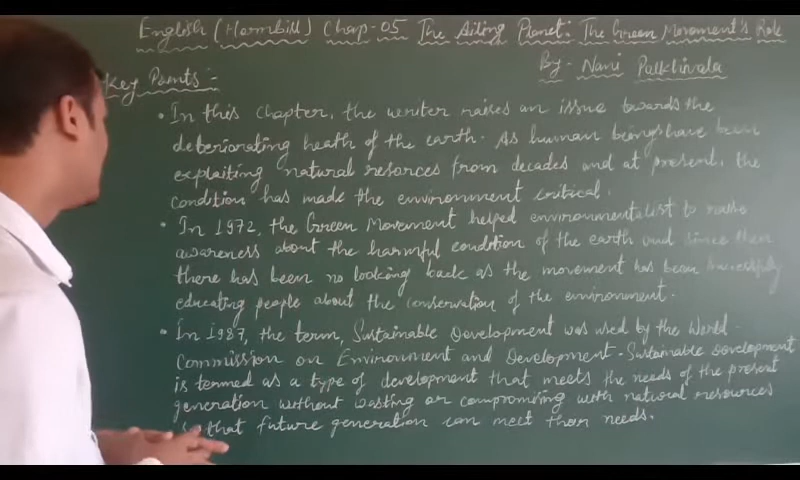 English (Hornbill) Chap-05 The Ailing Planet: The Green Movement's Role
By- Nani Palkhivala
Key Points:-
• In this chapter, the writer raises an issue towards the
deteriorating health of the earth. As human beings have been
exploiting natural resorces from decades and at present, the
condition has made the environment critical.
• In 1972, the Green Movement helped environmentalist to raise
awareness about the harmful condition of the earth and since then
there has been no looking back as the movement has been successfully
educating people about the conservation of the environment.
• In 1987, the term, Sustainable Development was used by the World
Commission on Environment and Development. Sustainable Development
is termed as a type of development that meets the needs of the present
generation without wasting or compromising with natural resources
so that future generation can meet their needs.